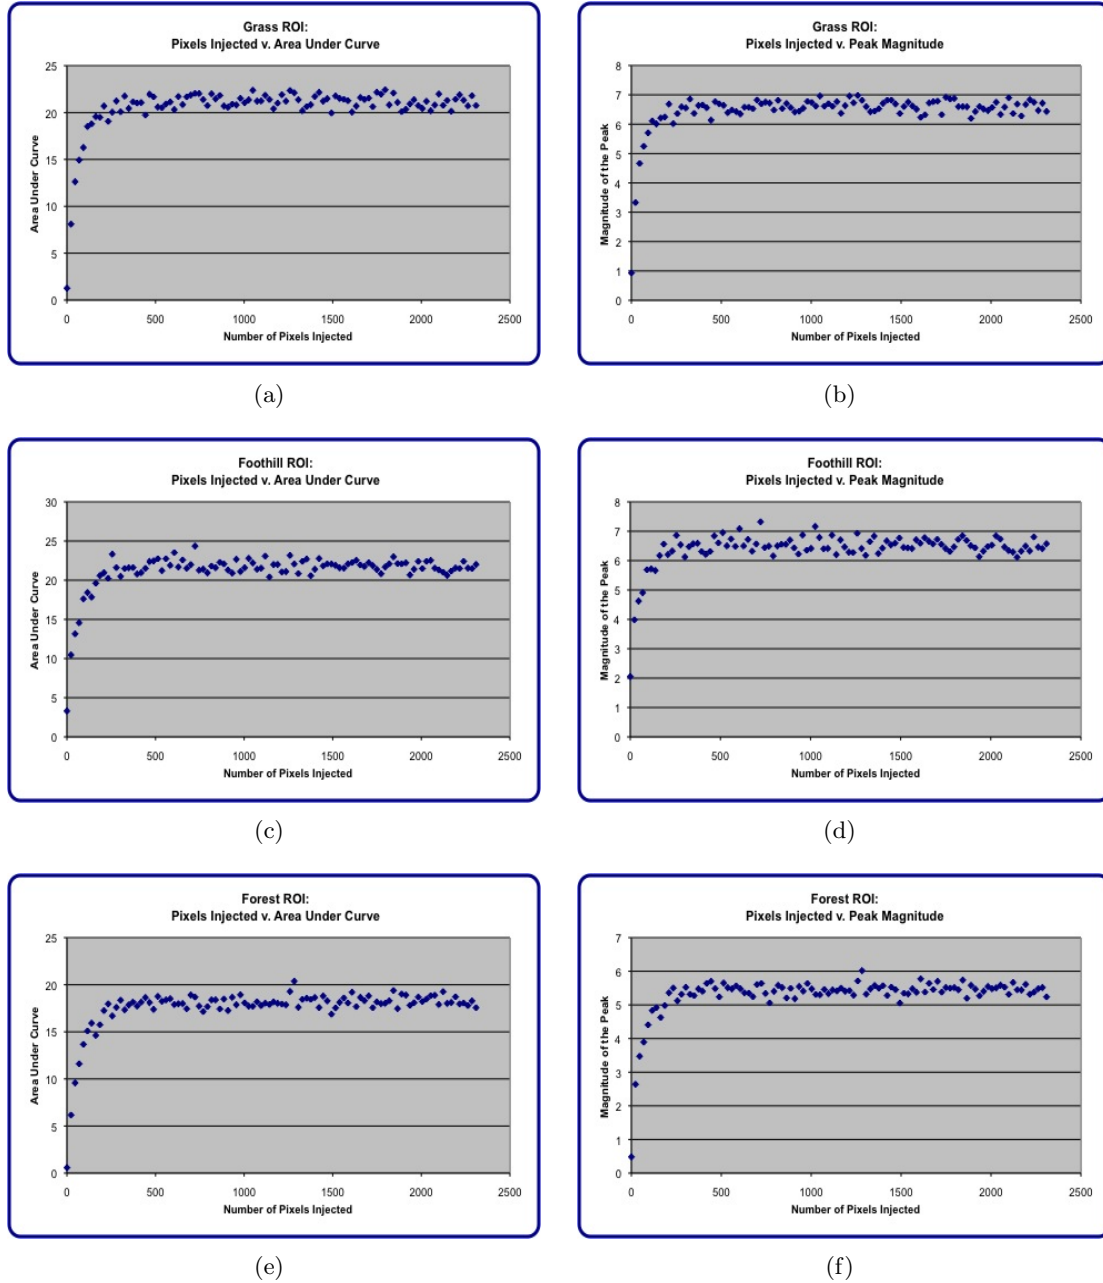 Grass ROI:
Pixels Injected v. Area Under Curve
25
20
15
10
5
0
Area Under Curve
0 500 1000 1500 2000 2500
Number of Pixels Injected
(a)
Grass ROI:
Pixels Injected v. Peak Magnitude
8
7
6
5
4
3
2
1
0
Magnitude of the Peak
0 500 1000 1500 2000 2500
Number of Pixels Injected
(b)
Foothill ROI:
Pixels Injected v. Area Under Curve
30
25
20
15
10
5
0
Area Under Curve
0 500 1000 1500 2000 2500
Number of Pixels Injected
(c)
Foothill ROI:
Pixels Injected v. Peak Magnitude
8
7
6
5
4
3
2
1
0
Magnitude of the Peak
0 500 1000 1500 2000 2500
Number of Pixels Injected
(d)
Forest ROI:
Pixels Injected v. Area Under Curve
25
20
15
10
5
0
Area Under Curve
0 500 1000 1500 2000 2500
Number of Pixels Injected
(e)
Forest ROI:
Pixels Injected v. Peak Magnitude
7
6
5
4
3
2
1
0
Magnitude of the Peak
0 500 1000 1500 2000 2500
Number of Pixels Injected
(f)